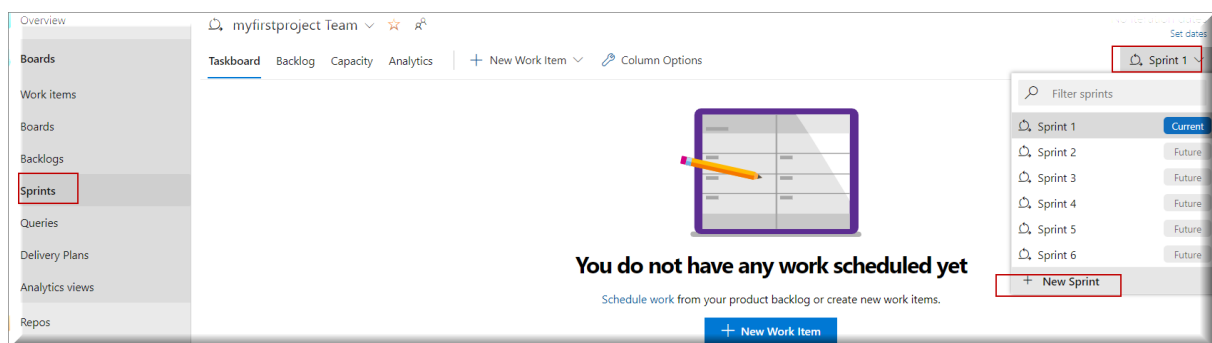 Overview
Boards
Work items
Boards
Backlogs
Sprints
Queries
Delivery Plans
Analytics views
Repos
myfirstproject Team
Set dates
Taskboard Backlog Capacity Analytics + New Work Item Column Options
Sprint 1
Filter sprints
Sprint 1 Current
Sprint 2 Future
Sprint 3 Future
Sprint 4 Future
Sprint 5 Future
Sprint 6 Future
+ New Sprint
You do not have any work scheduled yet
Schedule work from your product backlog or create new work items.
+ New Work Item